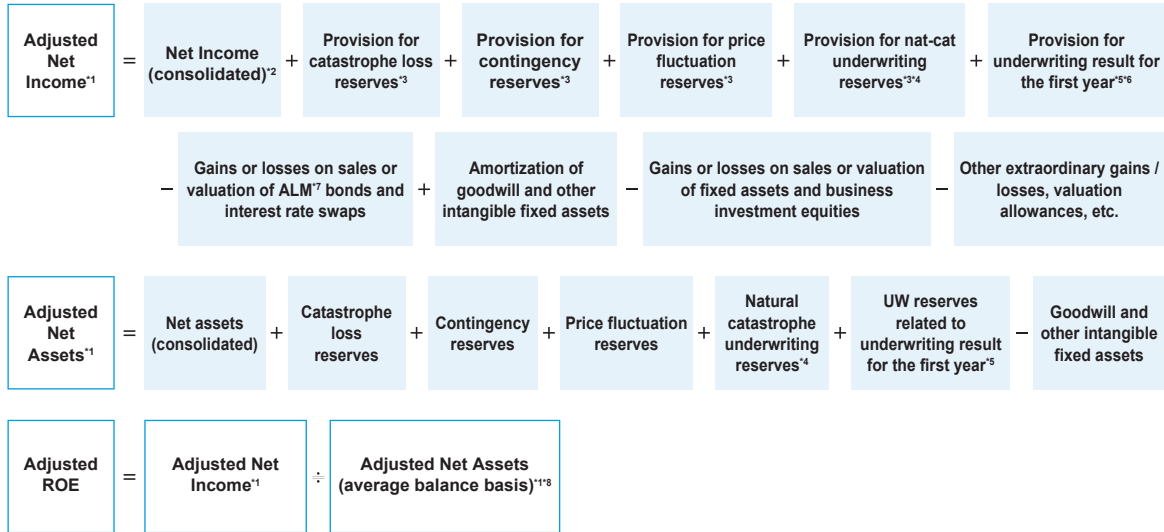 Adjusted
Net
Income*1
=
Net Income
(consolidated)*2
+
Provision for
catastrophe loss
reserves*3
+
Provision for
contingency
reserves*3
+
Provision for price
fluctuation
reserves*3
+
Provision for nat-cat
underwriting
reserves*3*4
+
Provision for
underwriting result for
the first year*5*6
−
Gains or losses on sales or
valuation of ALM*7 bonds and
interest rate swaps
+
Amortization of
goodwill and other
intangible fixed assets
−
Gains or losses on sales or valuation
of fixed assets and business
investment equities
−
Other extraordinary gains /
losses, valuation
allowances, etc.
Adjusted
Net
Assets*1
=
Net assets
(consolidated)
+
Catastrophe
loss
reserves
+
Contingency
reserves
+
Price fluctuation
reserves
+
Natural
catastrophe
underwriting
reserves*4
+
UW reserves
related to
underwriting result
for the first year*5
−
Goodwill and
other intangible
fixed assets
Adjusted
ROE
=
Adjusted Net
Income*1
÷
Adjusted Net Assets
(average balance basis)*1*8